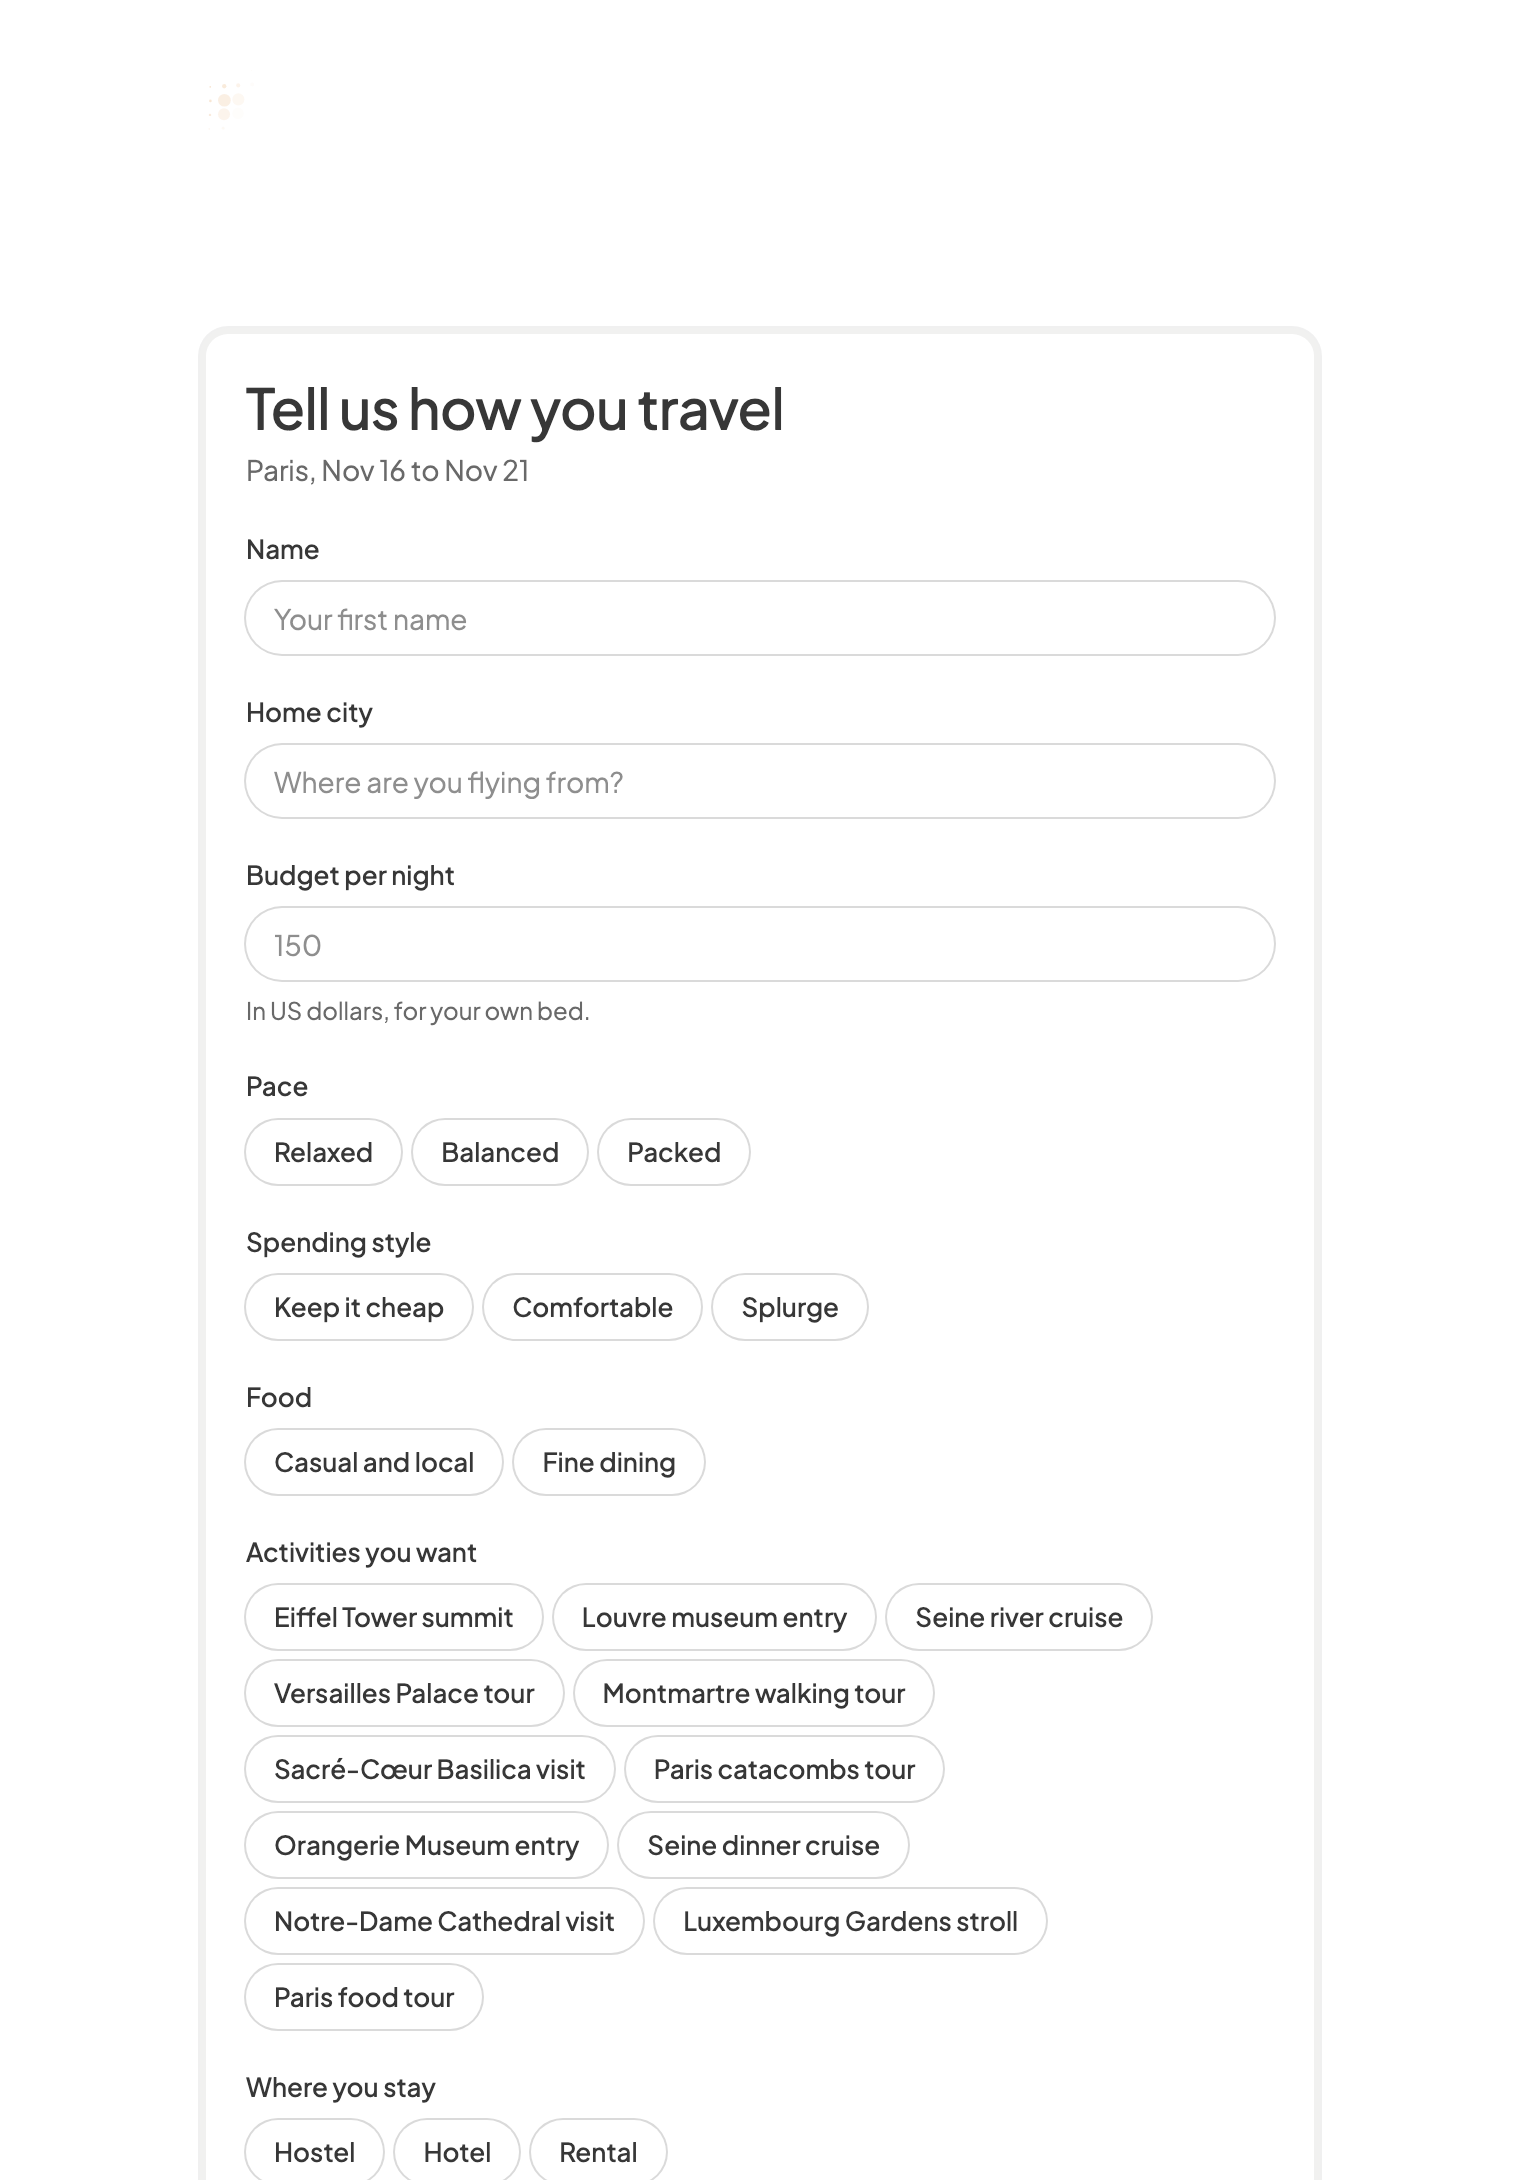 Tell us how you travel
Paris, Nov 16 to Nov 21
Name
Your first name
Home city
Where are you flying from?
Budget per night
150
In US dollars, for your own bed.
Pace
Relaxed Balanced Packed
Spending style
Keep it cheap Comfortable Splurge
Food
Casual and local Fine dining
Activities you want
Eiffel Tower summit Louvre museum entry Seine river cruise
Versailles Palace tour Montmartre walking tour
Sacré-Cœur Basilica visit Paris catacombs tour
Orangerie Museum entry Seine dinner cruise
Notre-Dame Cathedral visit Luxembourg Gardens stroll
Paris food tour
Where you stay
Hostel Hotel Rental